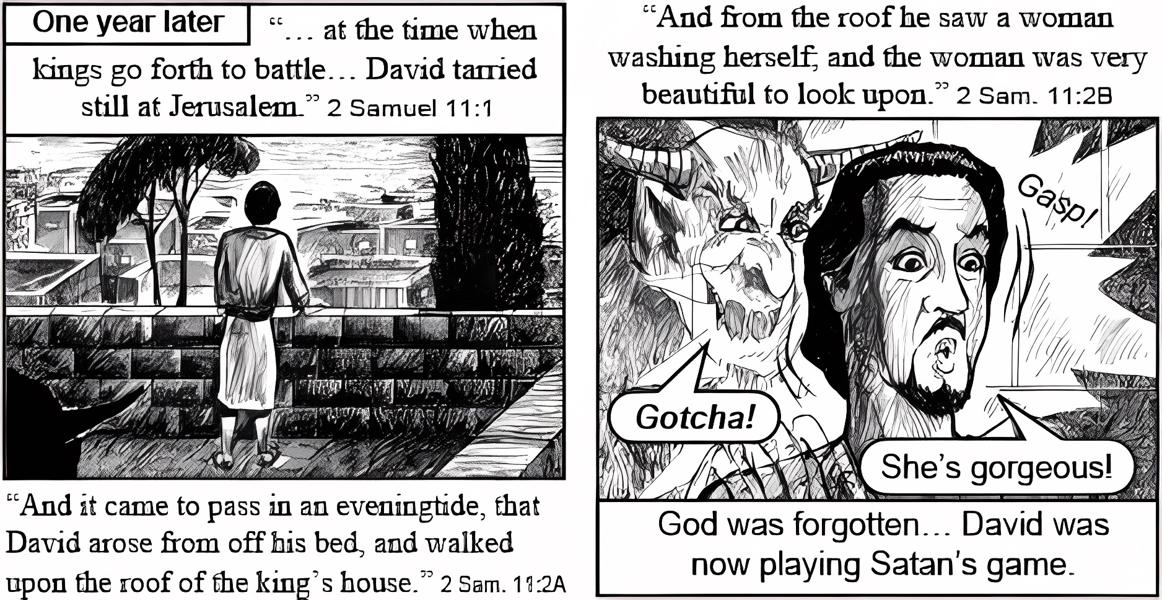 One year later
“… at the time when
kings go forth to battle… David tarried
still at Jerusalem.” 2 Samuel 11:1
“And it came to pass in an eveningtide, that
David arose from off his bed, and walked
upon the roof of the king’s house.” 2 Sam. 11:2A
“And from the roof he saw a woman
washing herself; and the woman was very
beautiful to look upon.” 2 Sam. 11:2B
Gasp!
Gotcha!
She’s gorgeous!
God was forgotten… David was
now playing Satan’s game.